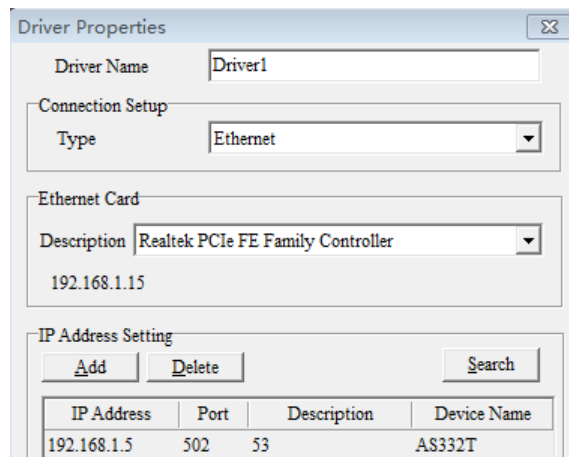 Driver Properties
Driver Name Driver1
Connection Setup
Type Ethernet
Ethernet Card
Description Realtek PCIe FE Family Controller
192.168.1.15
IP Address Setting
Add Delete Search
IP Address Port Description Device Name
192.168.1.5 502 53 AS332T